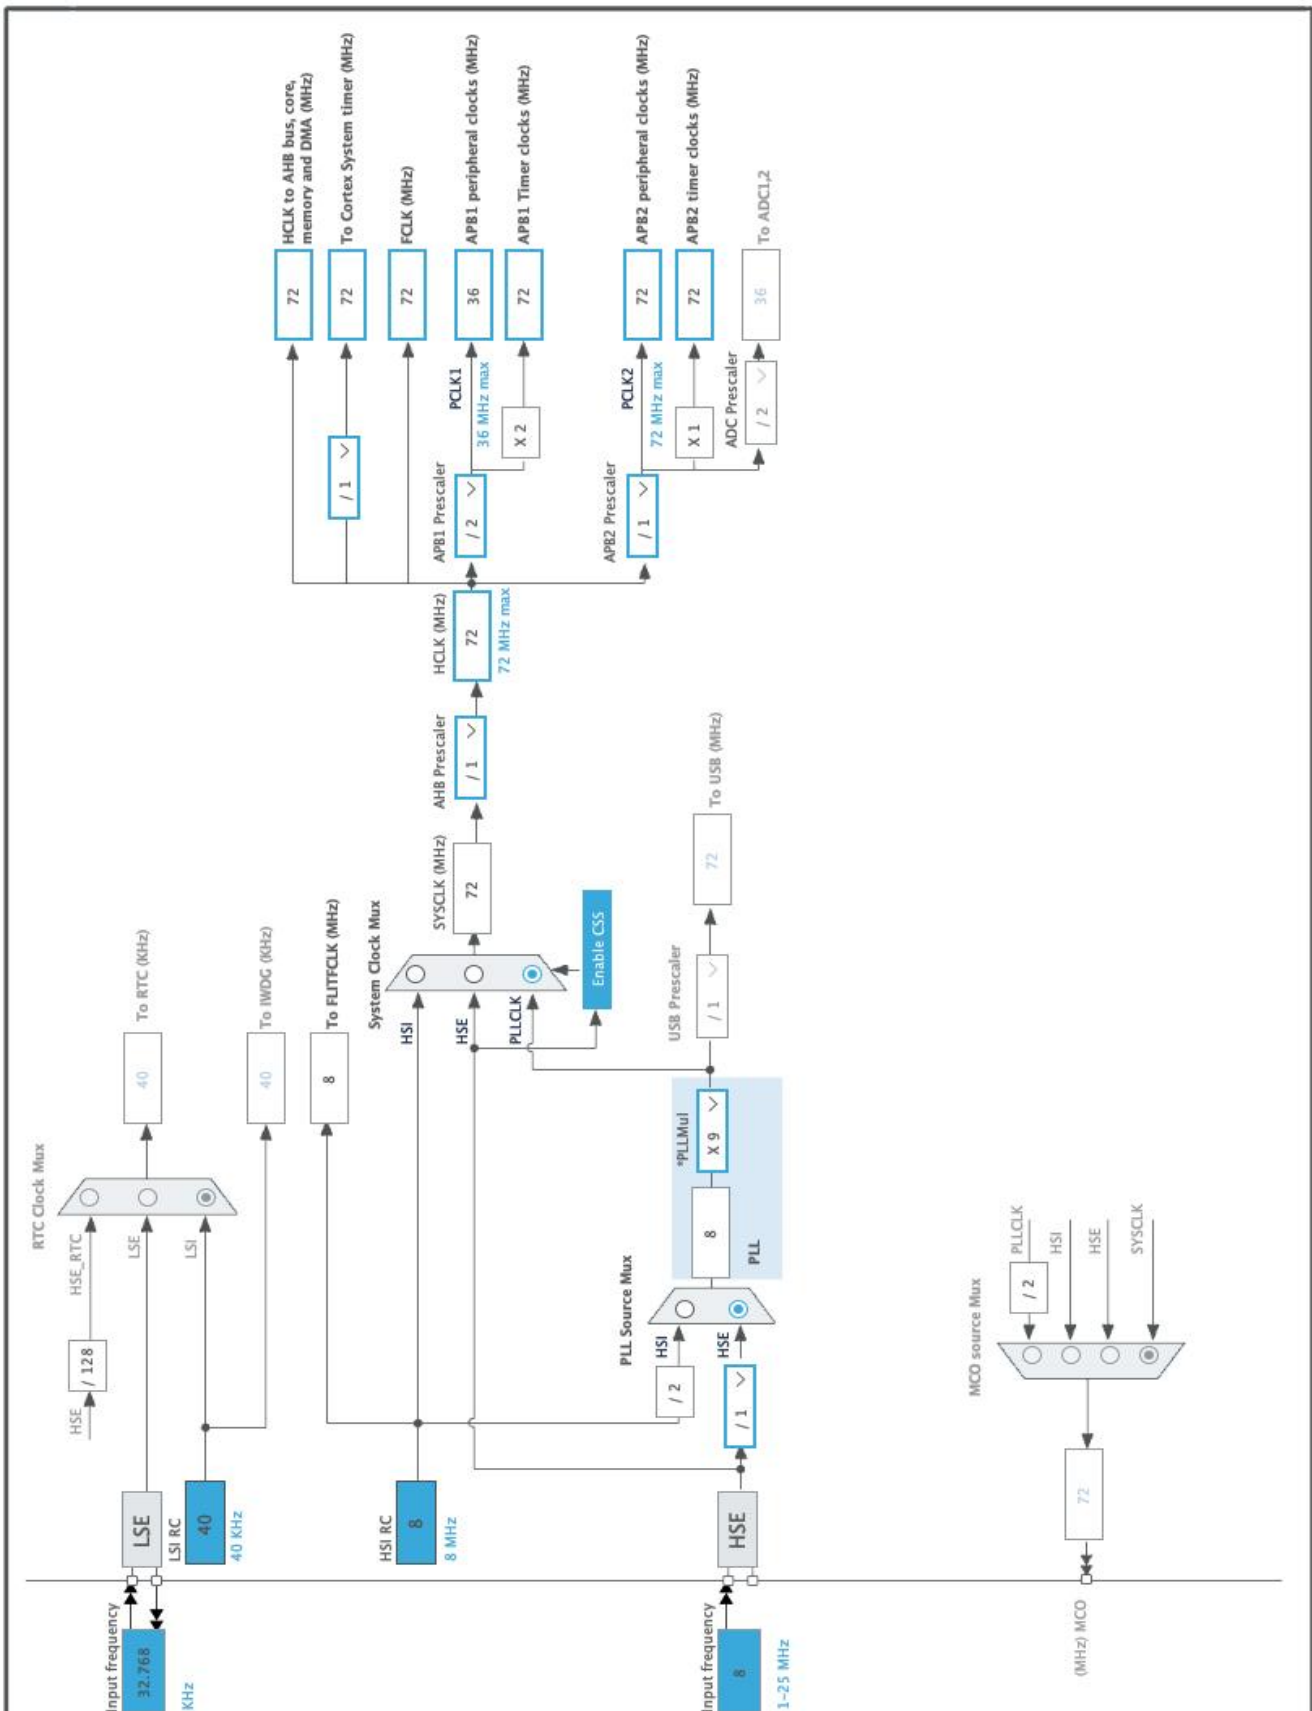 RTC Clock Mux
HSE
/ 128
HSE_RTC
Input frequency
32.768
KHz
LSE
LSE
40
To RTC (KHz)
LSI RC
40
40 KHz
LSI
40
To IWDG (KHz)
8
To FLITFCLK (MHz)
HSI RC
8
8 MHz
System Clock Mux
HSI
HSE
PLLCLK
Enable CSS
SYSCLK (MHz)
72
AHB Prescaler
/ 1
HCLK (MHz)
72
72 MHz max
72
HCLK to AHB bus, core,
memory and DMA (MHz)
/ 1
72
To Cortex System timer (MHz)
72
FCLK (MHz)
APB1 Prescaler
/ 2
PCLK1
36 MHz max
36
APB1 peripheral clocks (MHz)
X 2
72
APB1 Timer clocks (MHz)
APB2 Prescaler
/ 1
PCLK2
72 MHz max
72
APB2 peripheral clocks (MHz)
X 1
72
APB2 timer clocks (MHz)
ADC Prescaler
/ 2
36
To ADC1,2
PLL Source Mux
/ 2
HSI
Input frequency
8
1-25 MHz
HSE
/ 1
HSE
8
*PLLMul
X 9
PLL
USB Prescaler
/ 1
72
To USB (MHz)
MCO source Mux
(MHz) MCO
72
/ 2
PLLCLK
HSI
HSE
SYSCLK